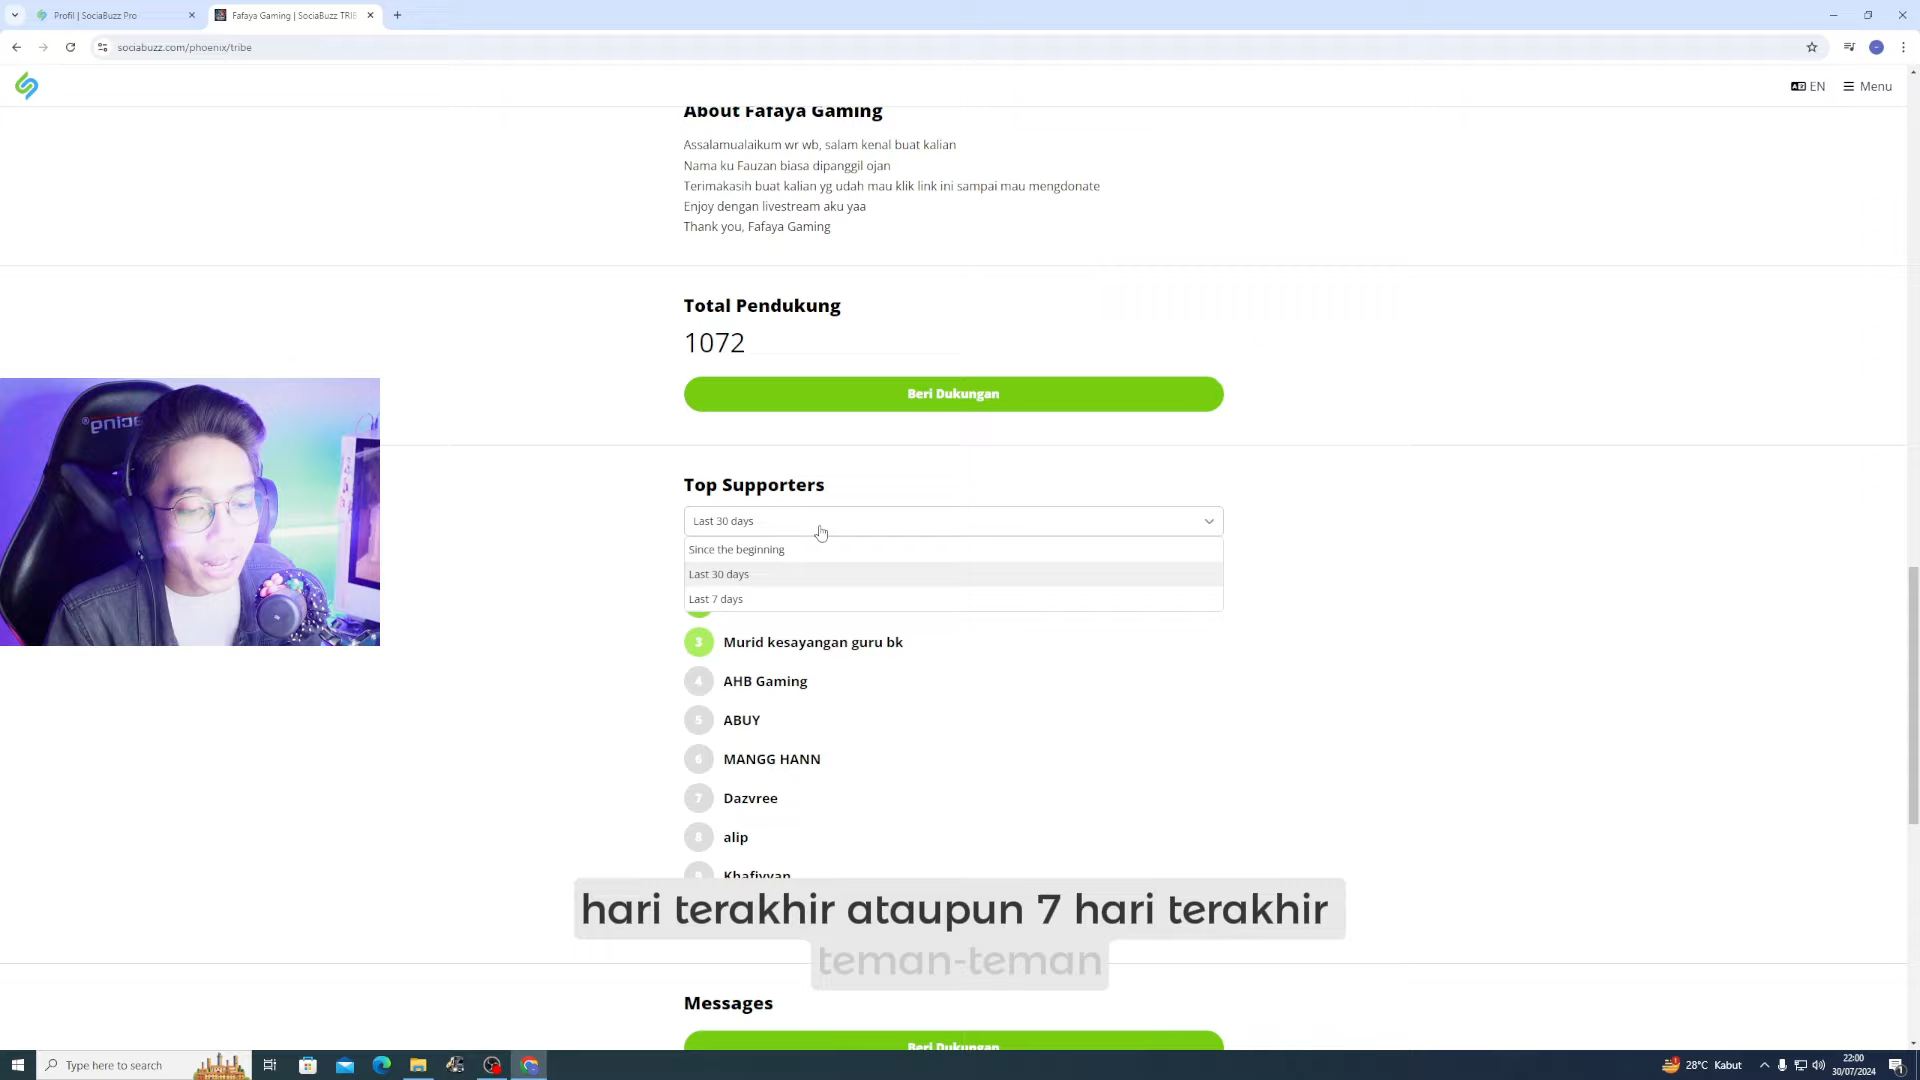 Profil | SociaBuzz Pro
Fafaya Gaming | SociaBuzz TRIB
sociabuzz.com/phoenix/tribe
EN
Menu
About Fafaya Gaming
Assalamualaikum wr wb, salam kenal buat kalian
Nama ku Fauzan biasa dipanggil ojan
Terimakasih buat kalian yg udah mau klik link ini sampai mau mengdonate
Enjoy dengan livestream aku yaa
Thank you, Fafaya Gaming
Total Pendukung
1072
Beri Dukungan
Top Supporters
Last 30 days
Since the beginning
Last 30 days
Last 7 days
3 Murid kesayangan guru bk
4 AHB Gaming
5 ABUY
6 MANGG HANN
7 Dazvree
8 alip
9 Khafiyyan
hari terakhir ataupun 7 hari terakhir
teman-teman
Messages
Beri Dukungan
Type here to search
28°C Kabut
22:00
30/07/2024